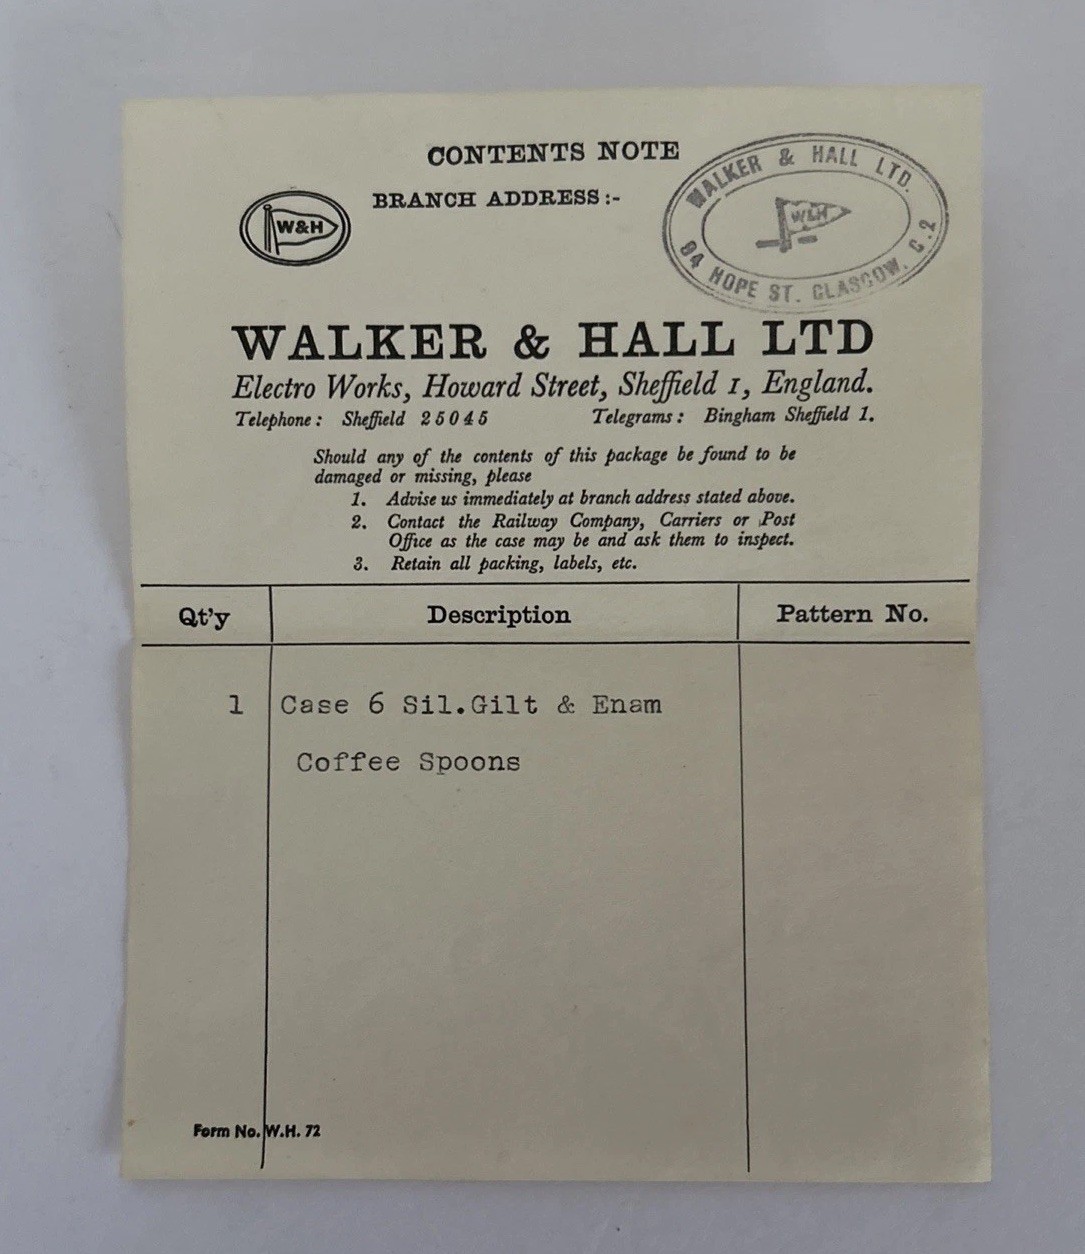 CONTENTS NOTE
BRANCH ADDRESS:-
W&H
WALKER & HALL LTD.
W&H
94 HOPE ST. GLASGOW. C.2
WALKER & HALL LTD
Electro Works, Howard Street, Sheffield 1, England.
Telephone: Sheffield 25045 Telegrams: Bingham Sheffield 1.
Should any of the contents of this package be found to be
damaged or missing, please
1. Advise us immediately at branch address stated above.
2. Contact the Railway Company, Carriers or Post
Office as the case may be and ask them to inspect.
3. Retain all packing, labels, etc.
Qt'y Description Pattern No.
1 Case 6 Sil.Gilt & Enam
Coffee Spoons
Form No. W.H. 72